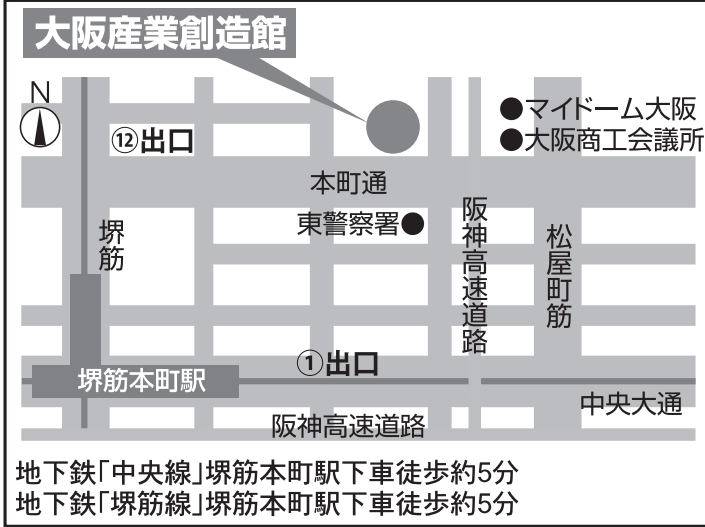 大阪産業創造館
N
●マイドーム大阪
●大阪商工会議所
⑫出口
本町通
東警察署●
堺筋
阪神高速道路
松屋町筋
①出口
堺筋本町駅
中央大通
阪神高速道路
地下鉄｢中央線｣堺筋本町駅下車徒歩約5分
地下鉄｢堺筋線｣堺筋本町駅下車徒歩約5分